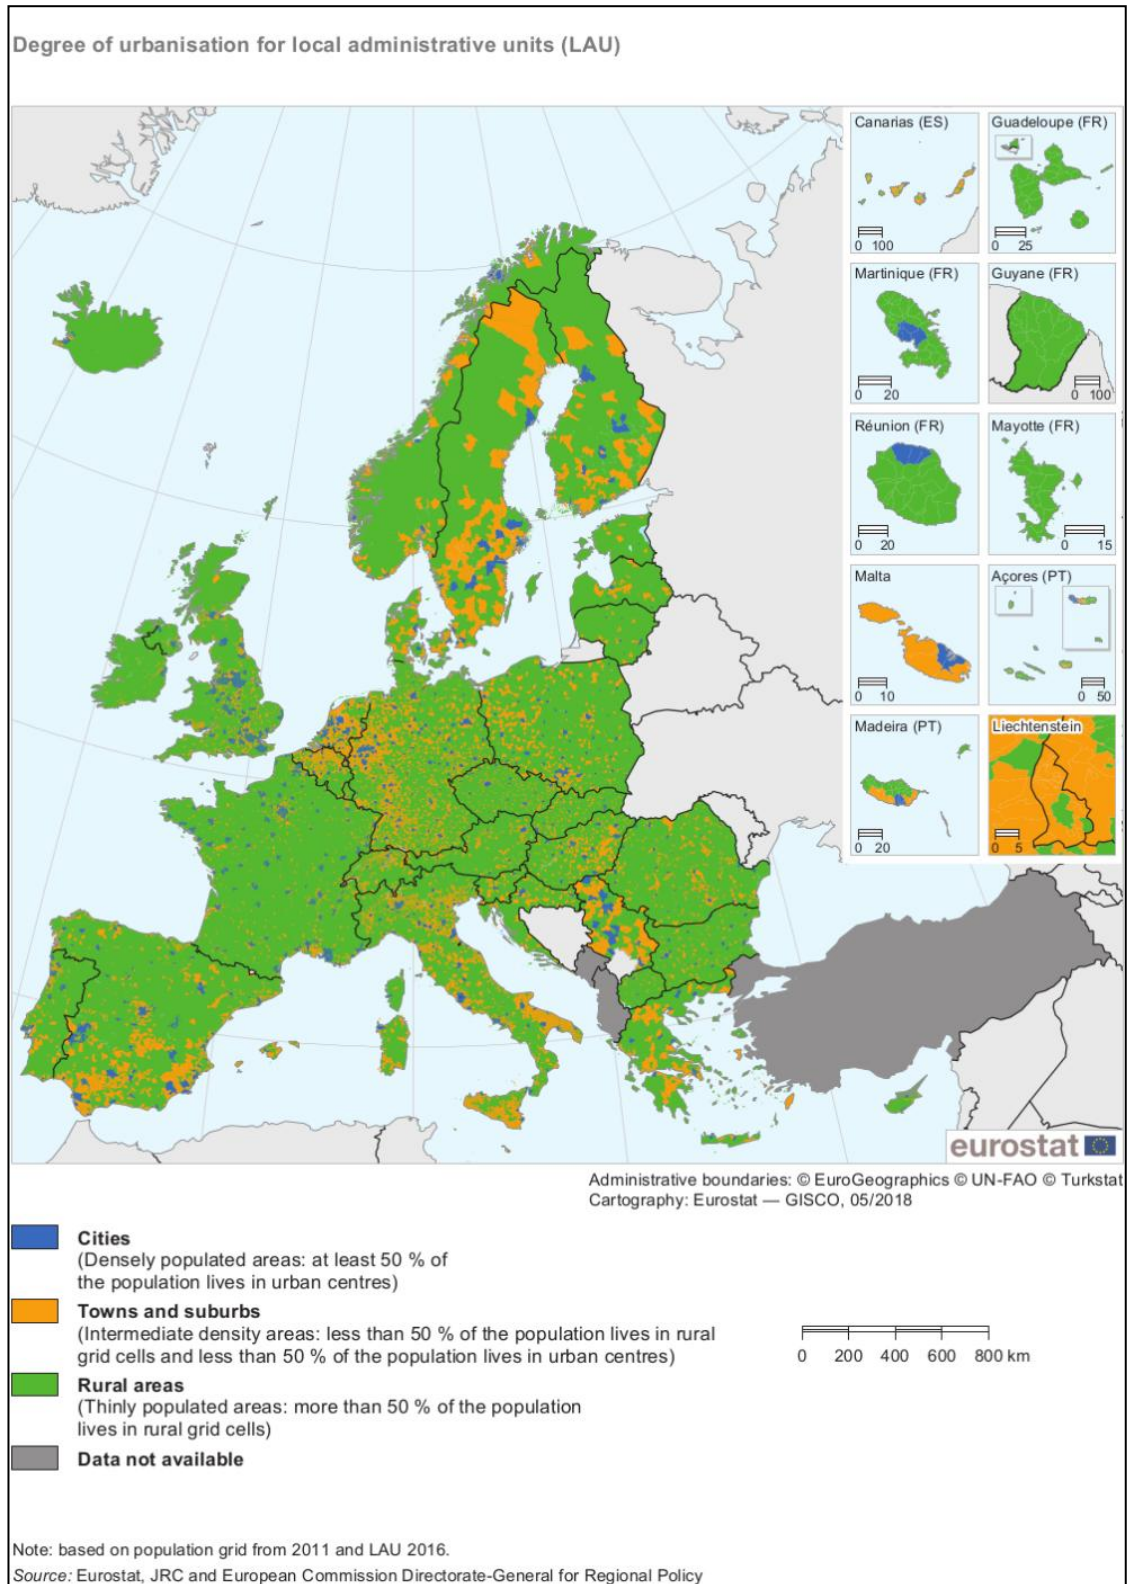 Degree of urbanisation for local administrative units (LAU)
Canarias (ES)
0 100
Guadeloupe (FR)
0 25
Martinique (FR)
0 20
Guyane (FR)
0 100
Réunion (FR)
0 20
Mayotte (FR)
0 15
Malta
0 10
Açores (PT)
0 50
Madeira (PT)
0 20
Liechtenstein
0 5
eurostat
Administrative boundaries: © EuroGeographics © UN-FAO © Turkstat
Cartography: Eurostat — GISCO, 05/2018
Cities
(Densely populated areas: at least 50 % of
the population lives in urban centres)
Towns and suburbs
(Intermediate density areas: less than 50 % of the population lives in rural
grid cells and less than 50 % of the population lives in urban centres)
0 200 400 600 800 km
Rural areas
(Thinly populated areas: more than 50 % of the population
lives in rural grid cells)
Data not available
Note: based on population grid from 2011 and LAU 2016.
Source: Eurostat, JRC and European Commission Directorate-General for Regional Policy